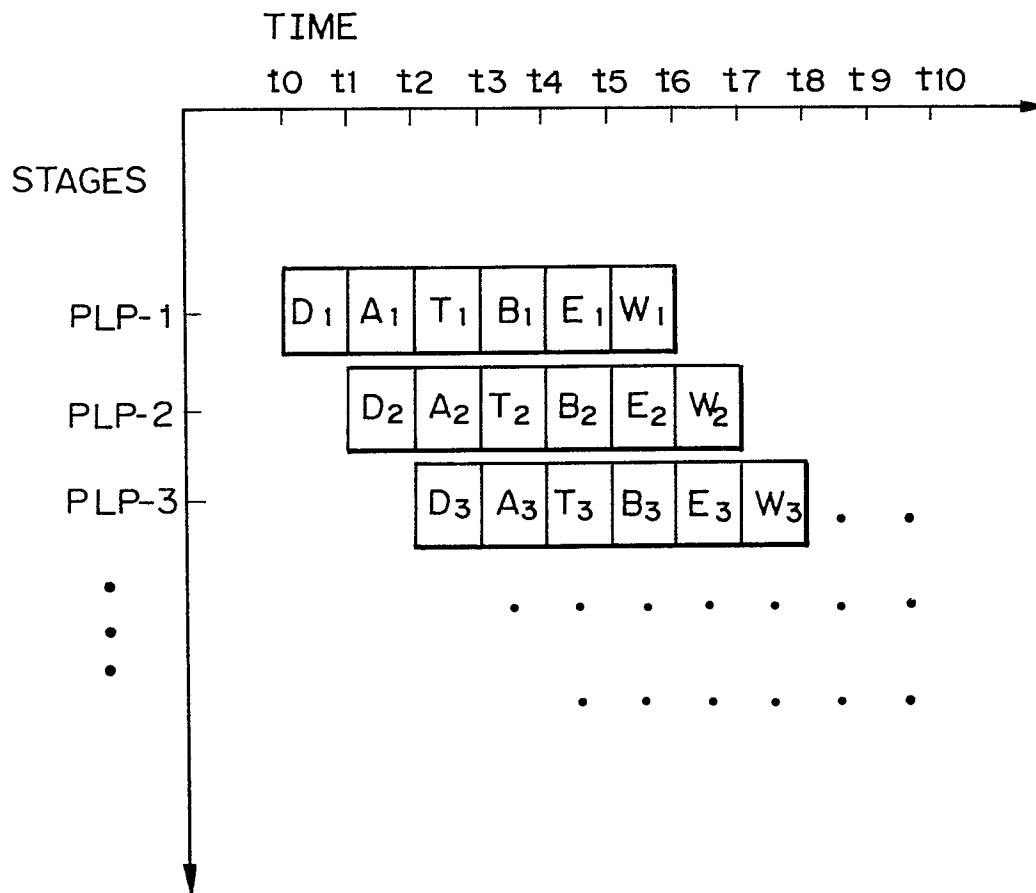 TIME
t0 t1 t2 t3 t4 t5 t6 t7 t8 t9 t10
STAGES
PLP-1 D1 A1 T1 B1 E1 W1
PLP-2 D2 A2 T2 B2 E2 W2
PLP-3 D3 A3 T3 B3 E3 W3